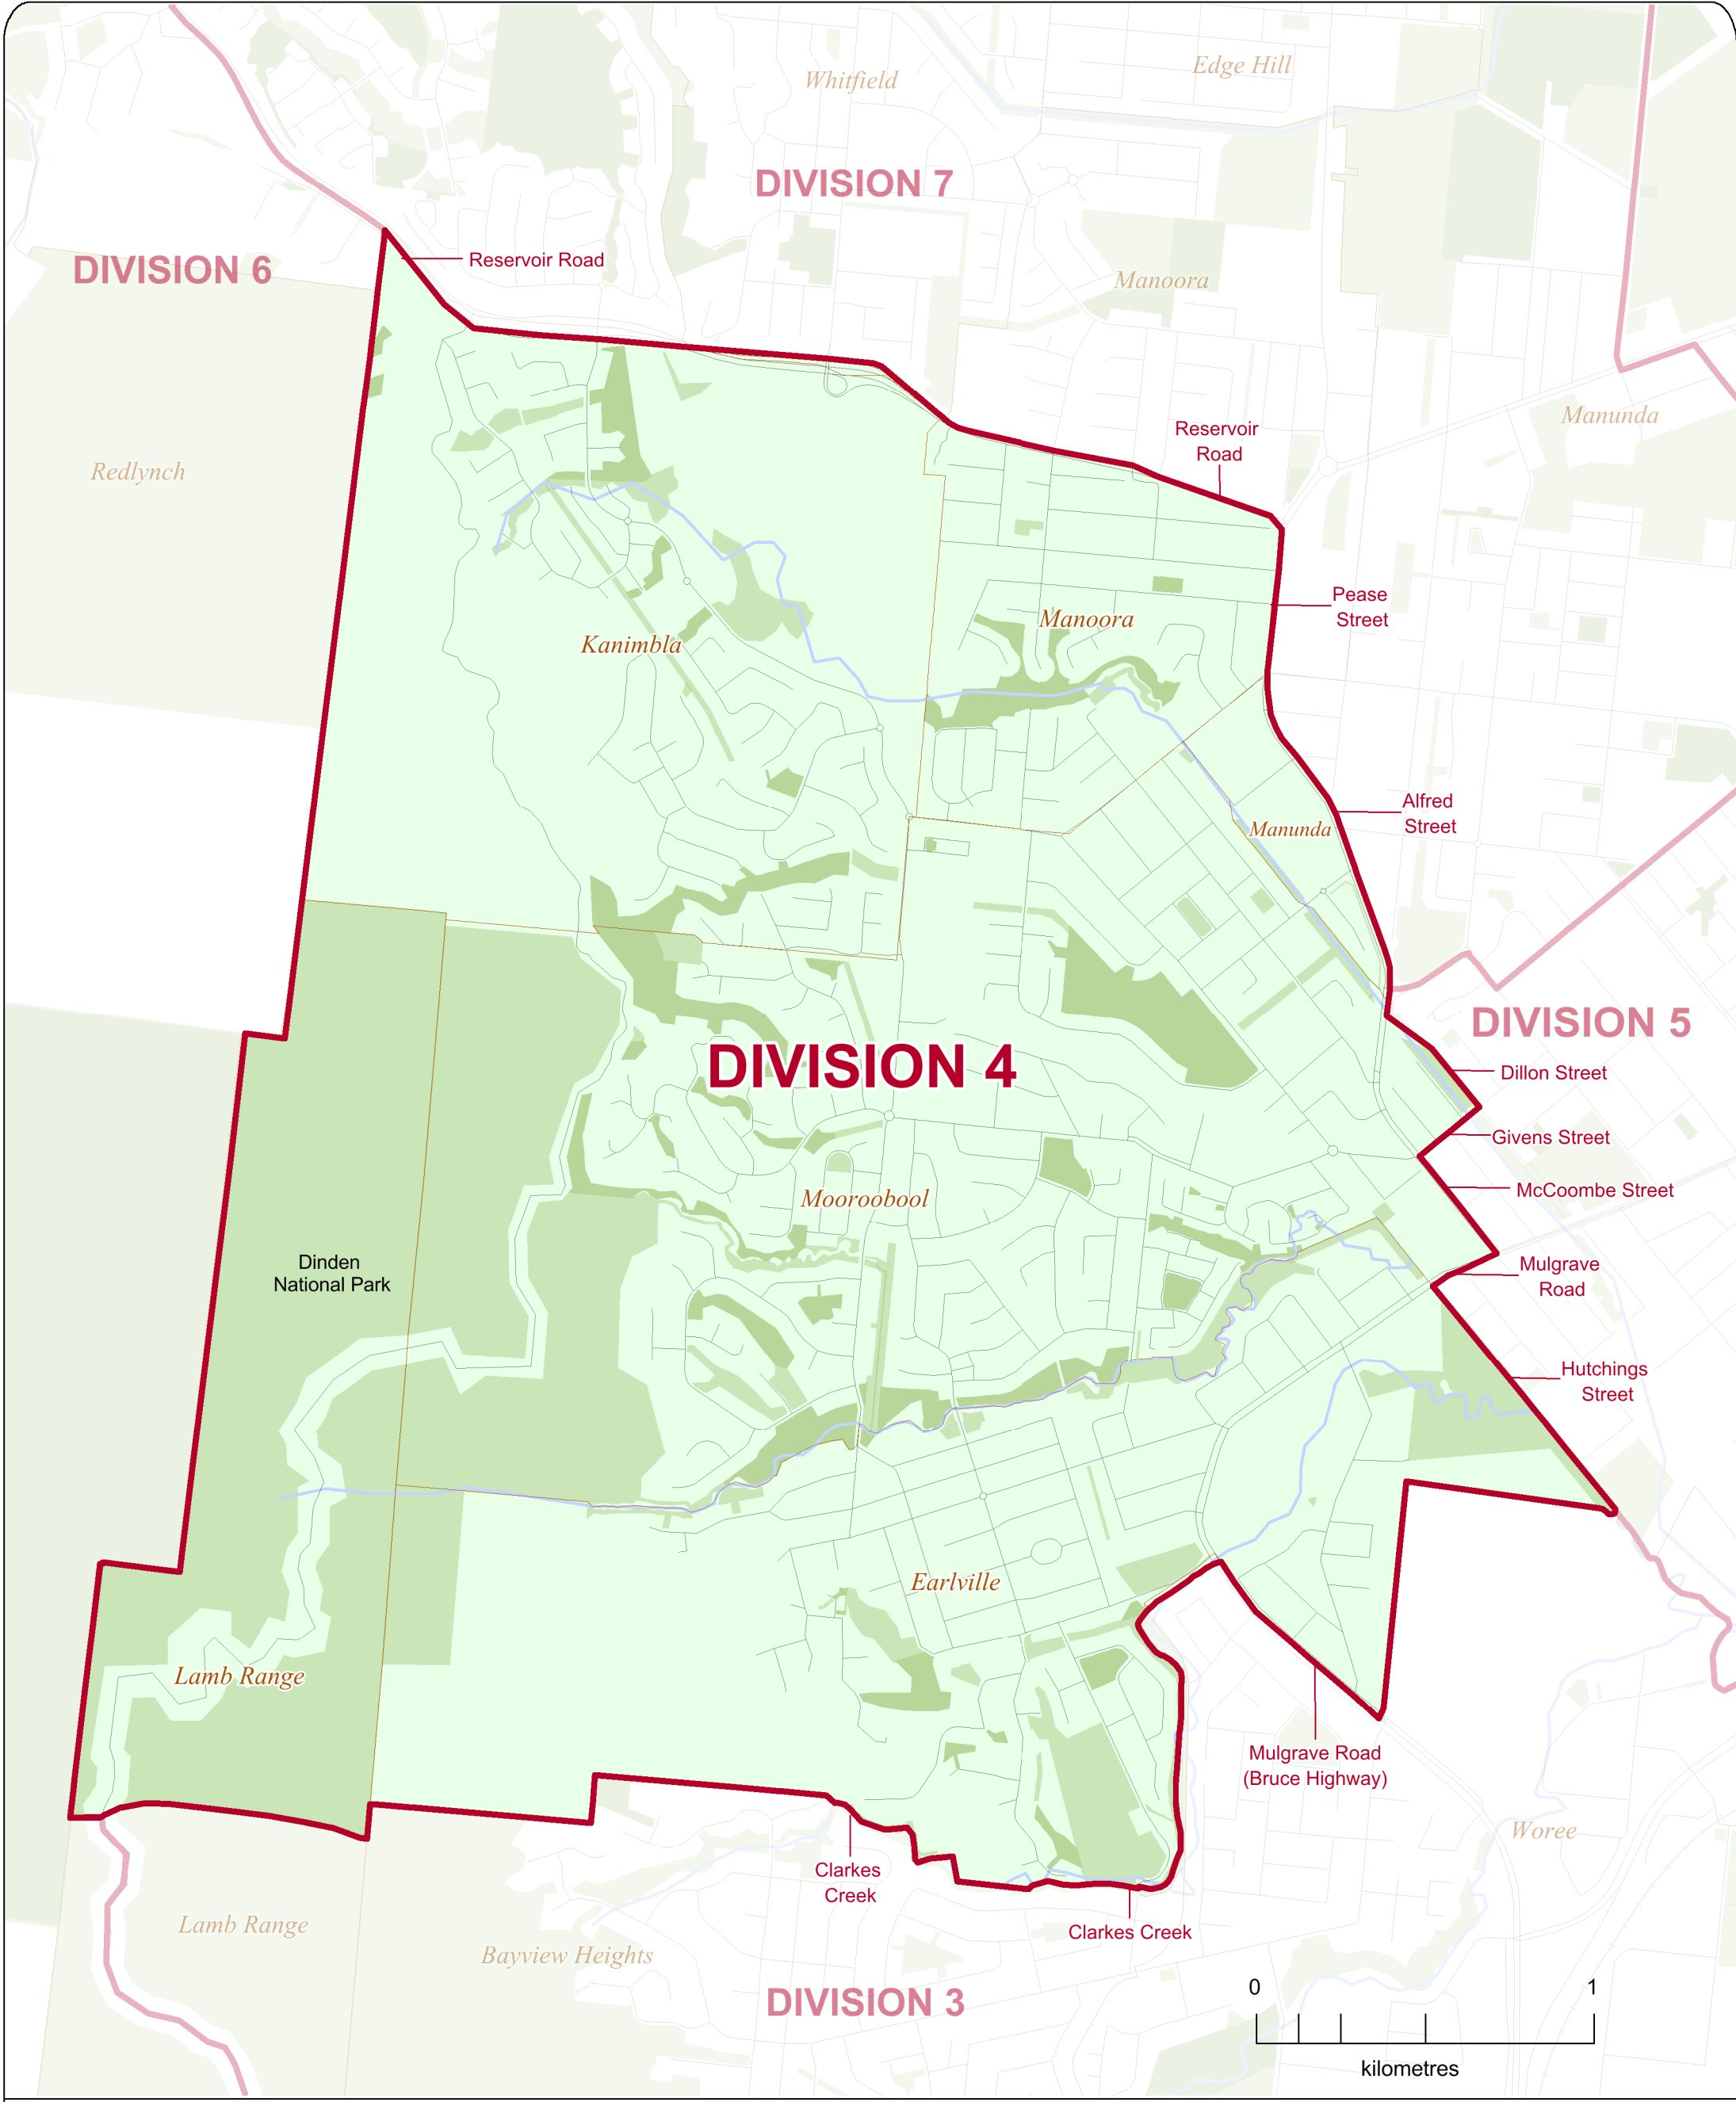 Whitfield
Edge Hill
DIVISION 7
DIVISION 6
Reservoir Road
Manoora
Manunda
Reservoir
Road
Redlynch
Pease
Street
Manoora
Kanimbla
Alfred
Street
Manunda
DIVISION 5
DIVISION 4
Dillon Street
Givens Street
McCoombe Street
Mooroobool
Dinden
National Park
Mulgrave
Road
Hutchings
Street
Earlville
Lamb Range
Mulgrave Road
(Bruce Highway)
Woree
Clarkes
Creek
Clarkes Creek
Lamb Range
Bayview Heights
DIVISION 3
0 1
kilometres